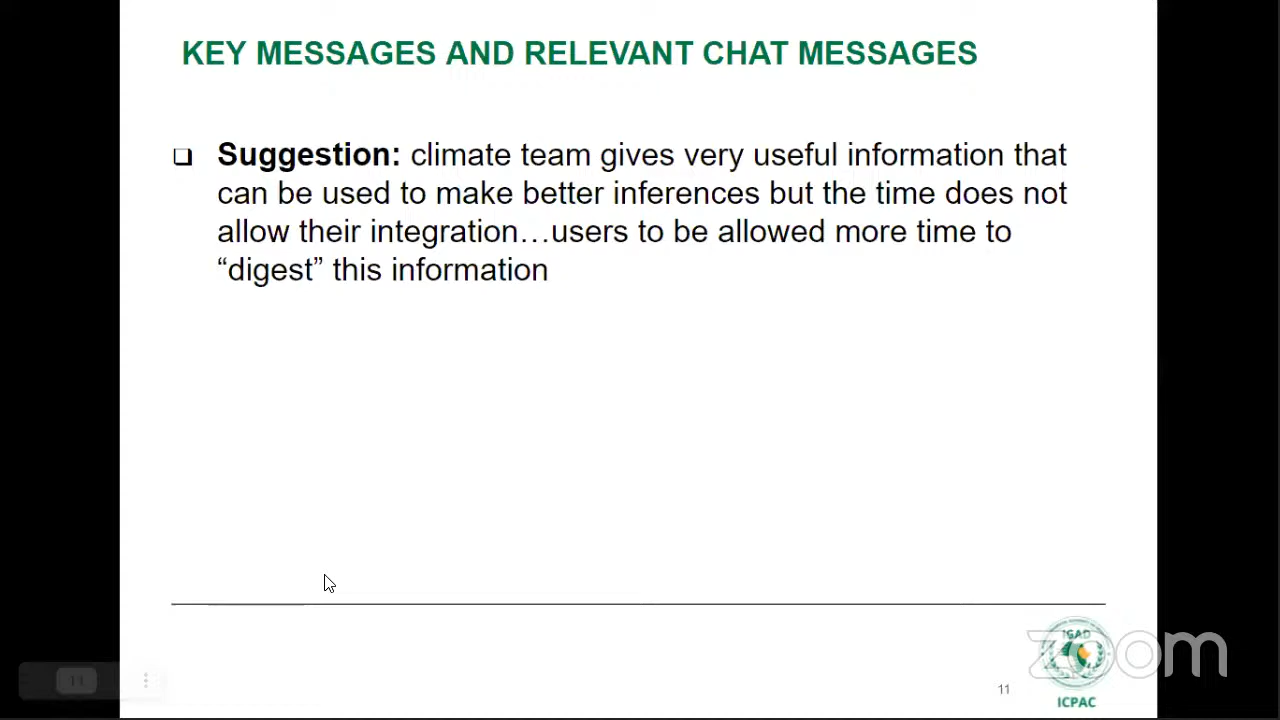 KEY MESSAGES AND RELEVANT CHAT MESSAGES
❑ Suggestion: climate team gives very useful information that
can be used to make better inferences but the time does not
allow their integration…users to be allowed more time to
“digest” this information
IGAD
zoom
11
11
ICPAC